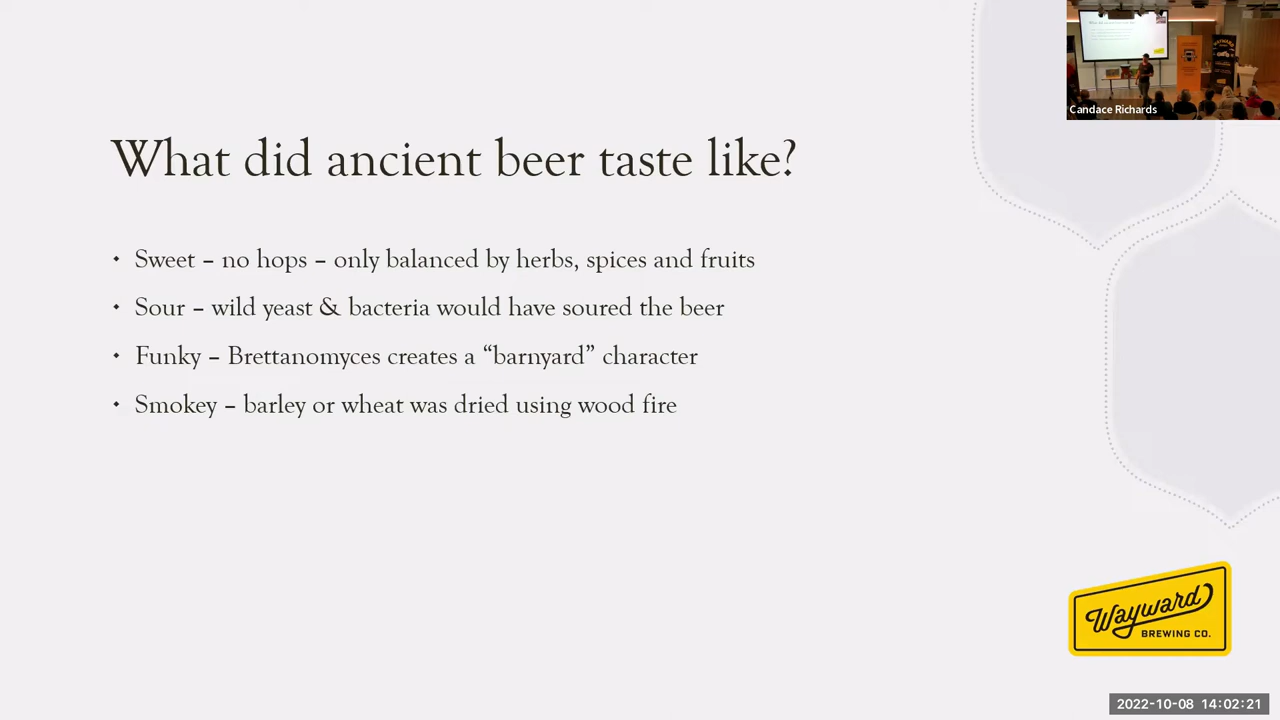 Candace Richards
What did ancient beer taste like?
• Sweet – no hops – only balanced by herbs, spices and fruits
• Sour – wild yeast & bacteria would have soured the beer
• Funky – Brettanomyces creates a “barnyard” character
• Smokey – barley or wheat was dried using wood fire
Wayward
BREWING CO.
2022-10-08 14:02:21